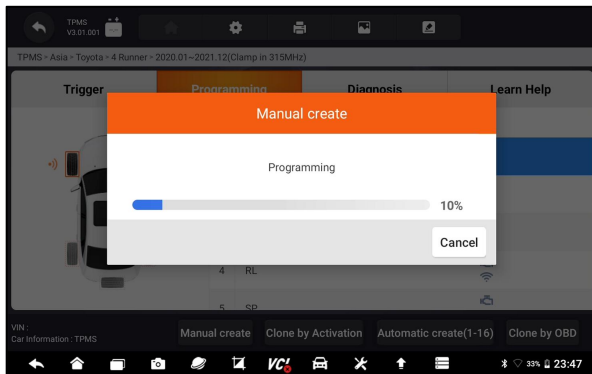 TPMS
V3.01.001
TPMS > Asia > Toyota > 4 Runner > 2020.01~2021.12(Clamp in 315MHz)
Trigger Programming Diagnosis Learn Help
Manual create
Programming
10%
Cancel
4 RL
5 SP
VIN :
Car Information : TPMS
Manual create Clone by Activation Automatic create(1-16) Clone by OBD
VCI 33% 23:47